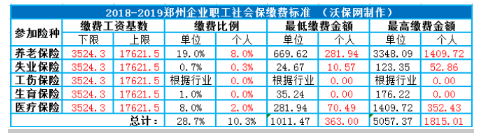 2018-2019郑州企业职工社会保缴费标准 （沃保网制作）
参加险种 缴费工资基数 缴费比例 最低缴费金额 最高缴费金额
下限 上限 单位 个人 单位 个人 单位 个人
养老保险 3524.3 17621.5 19.0% 8.0% 669.62 281.94 3348.09 1409.72
失业保险 3524.3 17621.5 0.7% 0.3% 24.67 10.57 123.35 52.86
工伤保险 3524.3 17621.5 根据行业 0.0% 根据行业 0.00 根据行业 0.00
生育保险 3524.3 17621.5 1.0% 0.0% 35.24 0.00 176.22 0.00
医疗保险 3524.3 17621.5 8.0% 2.0% 281.94 70.49 1409.72 352.43
总计： 28.7% 10.3% 1011.47 363.00 5057.37 1815.01